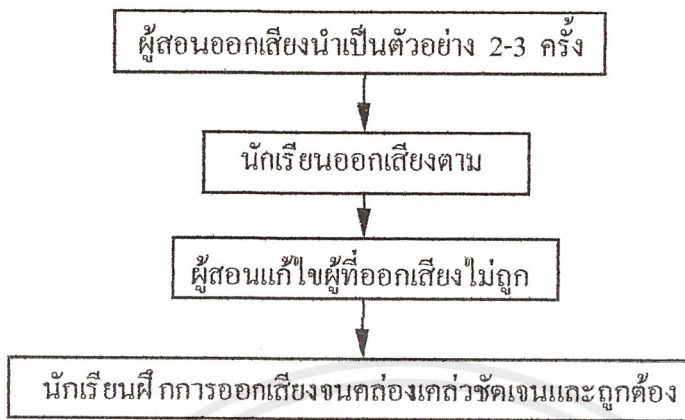 ผู้สอนออกเสียงนำเป็นตัวอย่าง 2-3 ครั้ง
นักเรียนออกเสียงตาม
ผู้สอนแก้ไขผู้ที่ออกเสียงไม่ถูก
นักเรียนฝึกการออกเสียงจนคล่องแคล่วชัดเจนและถูกต้อง